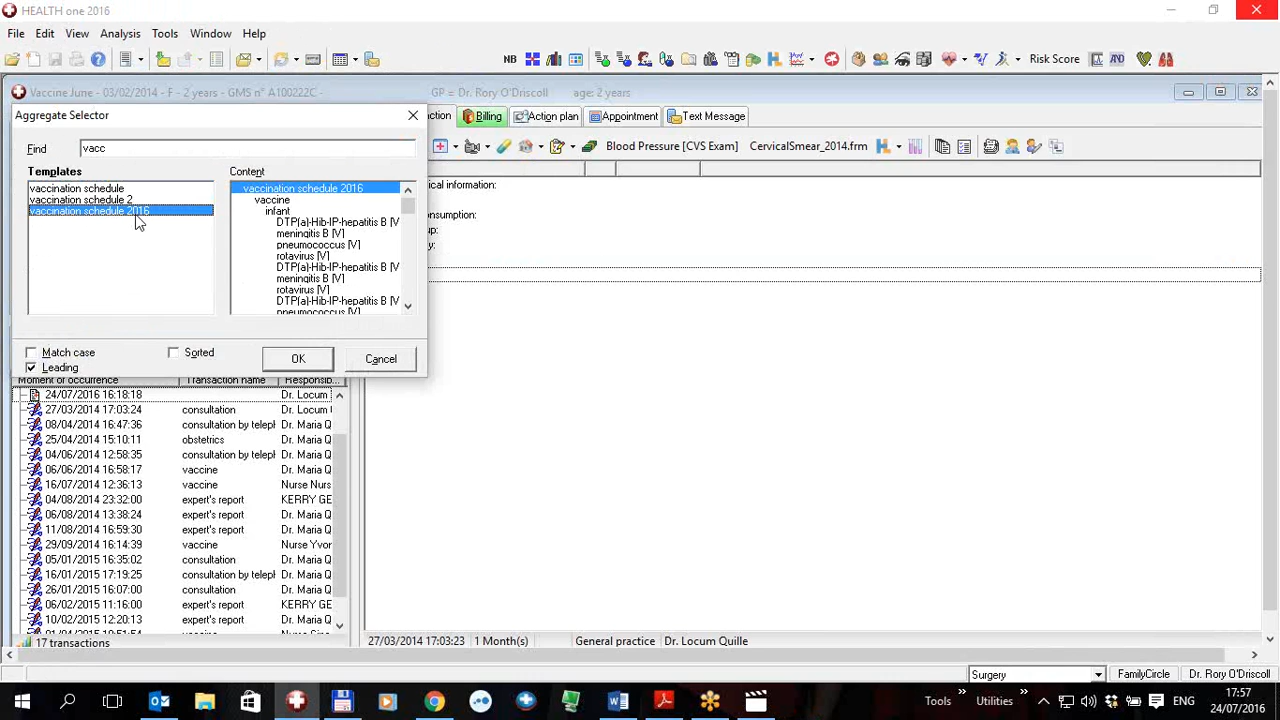 HEALTH one 2016
File Edit View Analysis Tools Window Help
NB Risk Score
Vaccine June - 03/02/2014 - F - 2 years - GMS n° A100222C - GP = Dr. Rory O'Driscoll age: 2 years
Aggregate Selector
ction Billing Action plan Appointment Text Message
Find vacc
Blood Pressure [CVS Exam] CervicalSmear_2014.frm
Templates Content
vaccination schedule
vaccination schedule 2
vaccination schedule 2016
vaccination schedule 2016
vaccine
infant
DTP(a)-Hib-IP-hepatitis B [V
meningitis B [V]
pneumococcus [V]
rotavirus [V]
DTP(a)-Hib-IP-hepatitis B [V
meningitis B [V]
rotavirus [V]
DTP(a)-Hib-IP-hepatitis B [V
pneumococcus [V]
ical information:
onsumption:
up:
y:
Match case Sorted OK Cancel
Leading
Moment of occurrence Transaction name Responsib
24/07/2016 16:18:18 Dr. Locum
27/03/2014 17:03:24 consultation Dr. Locum
08/04/2014 16:47:36 consultation by teleph Dr. Maria Q
25/04/2014 15:10:11 obstetrics Dr. Maria Q
04/06/2014 12:58:35 consultation by teleph Dr. Maria Q
06/06/2014 16:58:17 vaccine Dr. Maria Q
16/07/2014 12:36:13 vaccine Nurse Nurs
04/08/2014 23:32:00 expert's report KERRY GE
06/08/2014 13:38:24 expert's report Dr. Maria Q
11/08/2014 16:59:30 expert's report Dr. Maria Q
29/09/2014 16:14:39 vaccine Nurse Yvor
05/01/2015 16:35:02 consultation Dr. Maria Q
16/01/2015 17:19:25 consultation by teleph Dr. Maria Q
26/01/2015 16:07:00 consultation Dr. Maria Q
06/02/2015 11:16:00 expert's report KERRY GE
10/02/2015 12:20:13 expert's report Dr. Maria Q
17 transactions
27/03/2014 17:03:23 1 Month(s) General practice Dr. Locum Quille
Surgery FamilyCircle Dr. Rory O'Driscoll
Tools Utilities ENG
17:57
24/07/2016